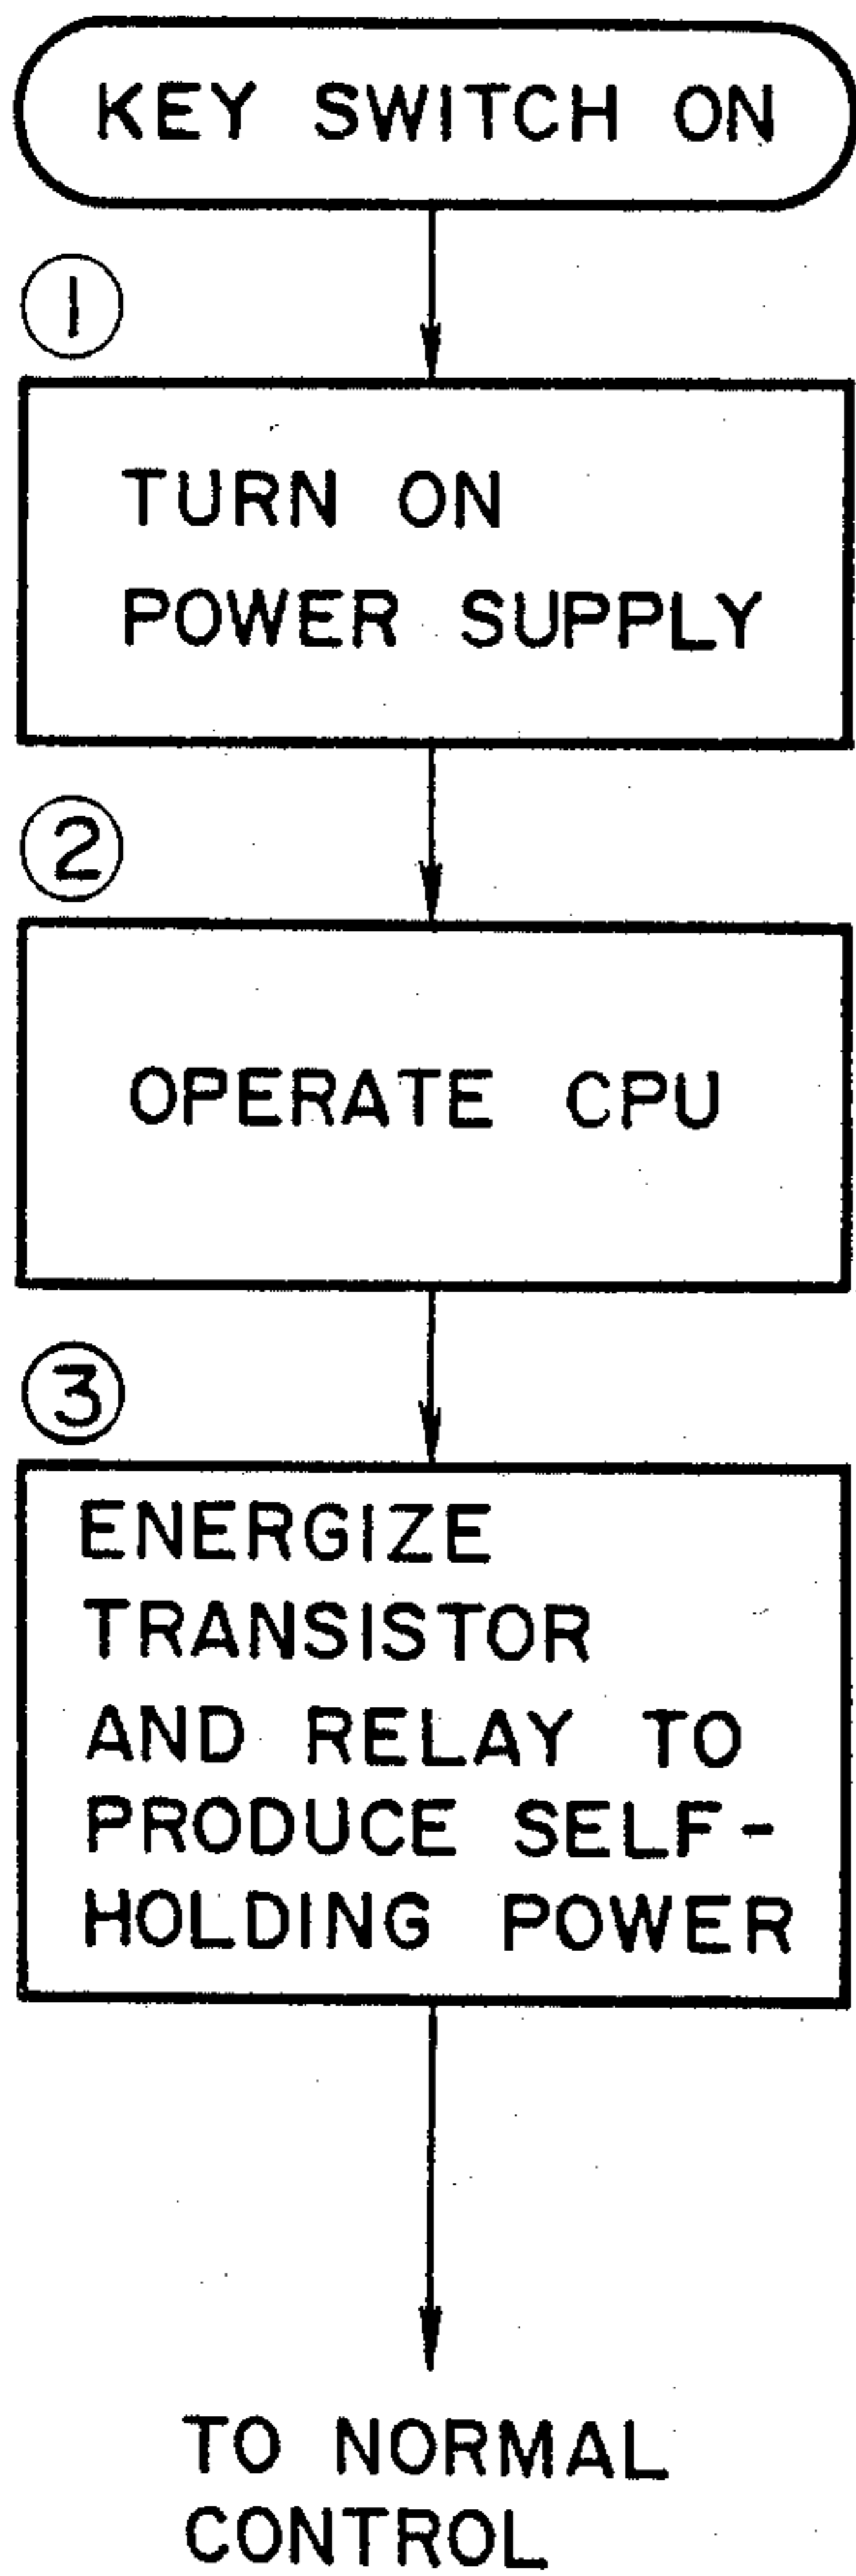 KEY SWITCH ON
①
TURN ON
POWER SUPPLY
②
OPERATE CPU
③
ENERGIZE
TRANSISTOR
AND RELAY TO
PRODUCE SELF-
HOLDING POWER
TO NORMAL
CONTROL